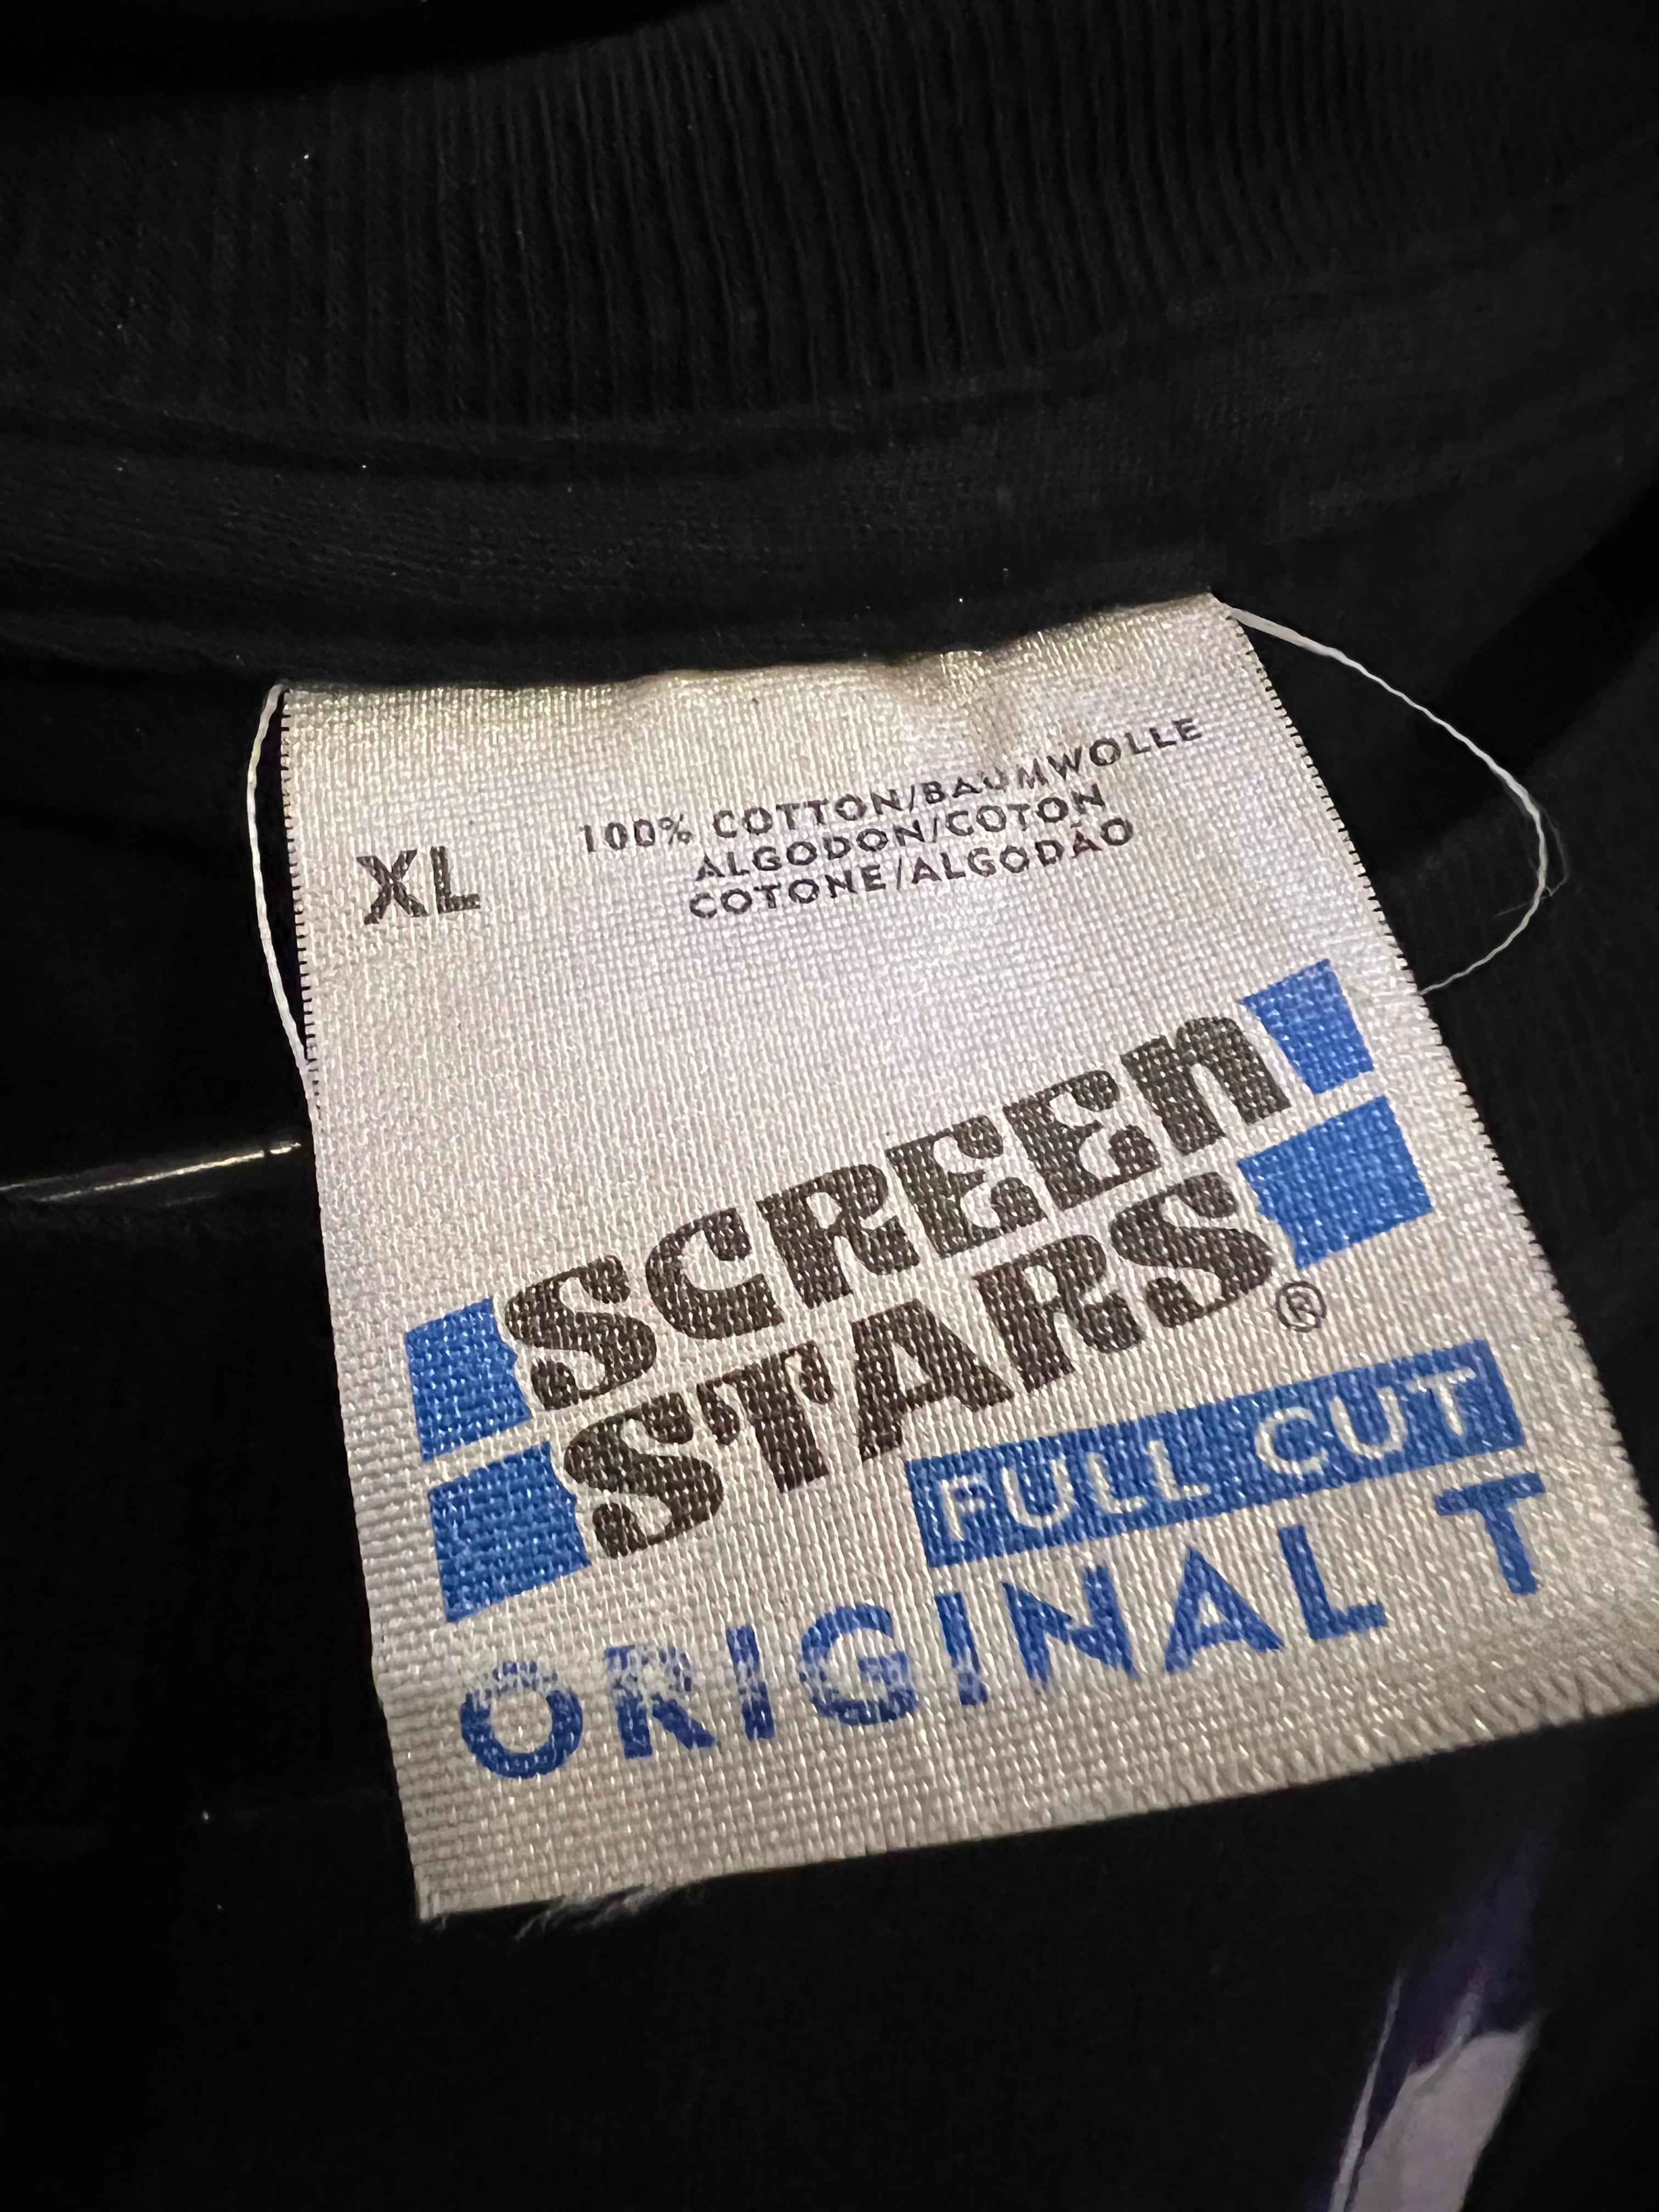 XL
100% COTTON/BAUMWOLLE
ALGODON/COTON
COTONE/ALGODÃO
SCREEN
STARS®
FULL CUT
ORIGINAL T